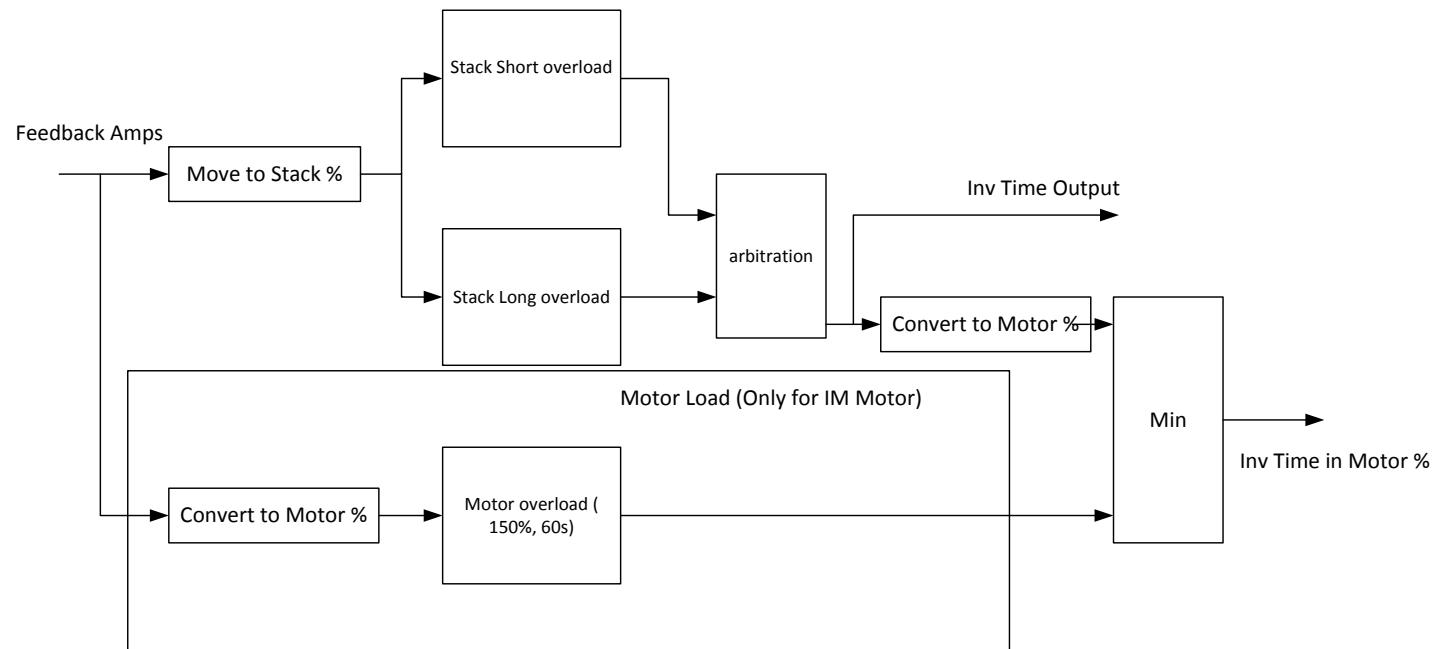 Stack Short overload
Feedback Amps
Move to Stack %
Inv Time Output
arbitration
Stack Long overload
Convert to Motor %
Motor Load (Only for IM Motor)
Min
Inv Time in Motor %
Convert to Motor %
Motor overload (
150%, 60s)